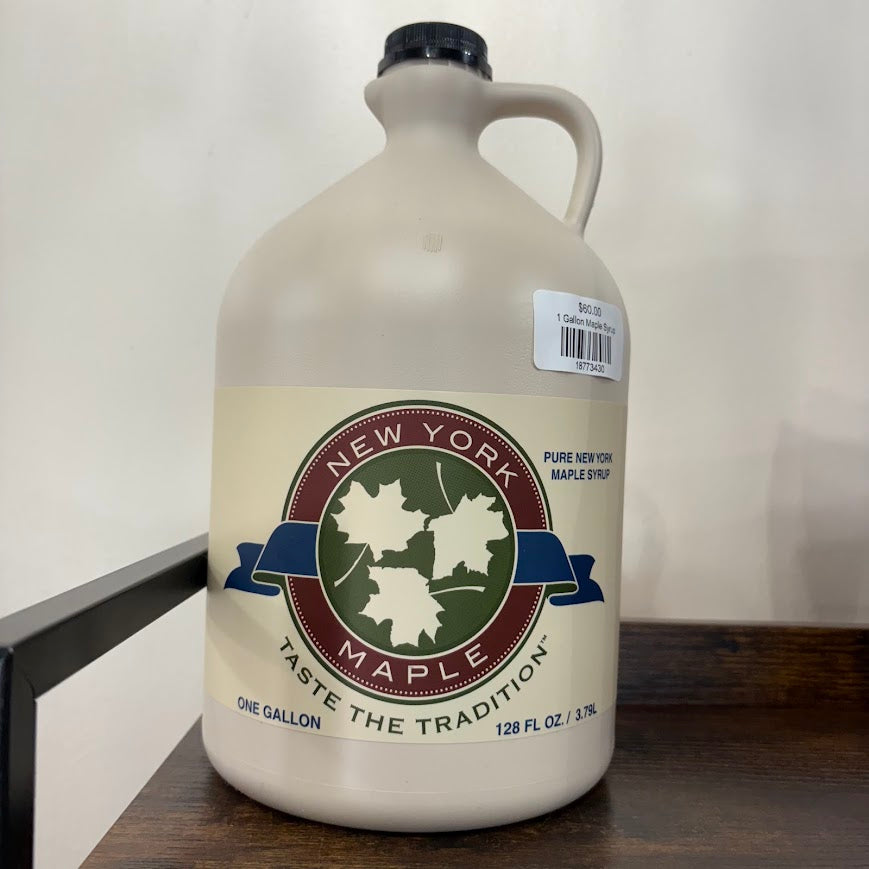 $60.00
1 Gallon Maple Syrup
18773430
NEW YORK
MAPLE
PURE NEW YORK
MAPLE SYRUP
TASTE THE TRADITION™
ONE GALLON
128 FL OZ. / 3.79L